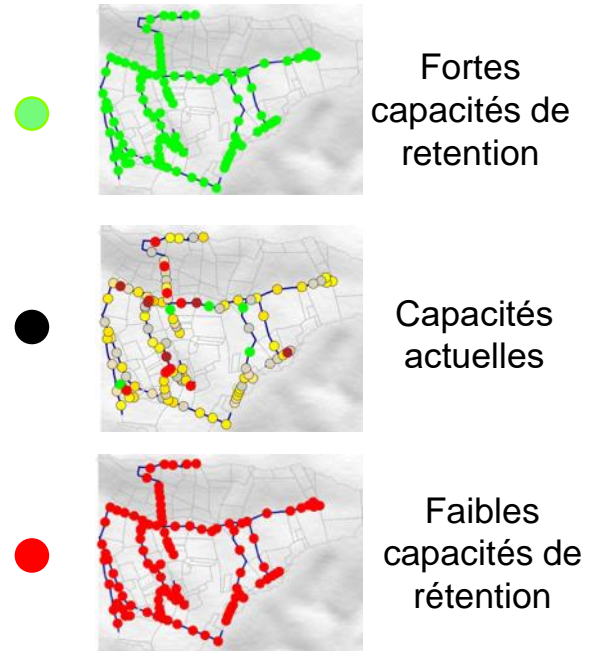 Fortes
capacités de
retention
Capacités
actuelles
Faibles
capacités de
rétention